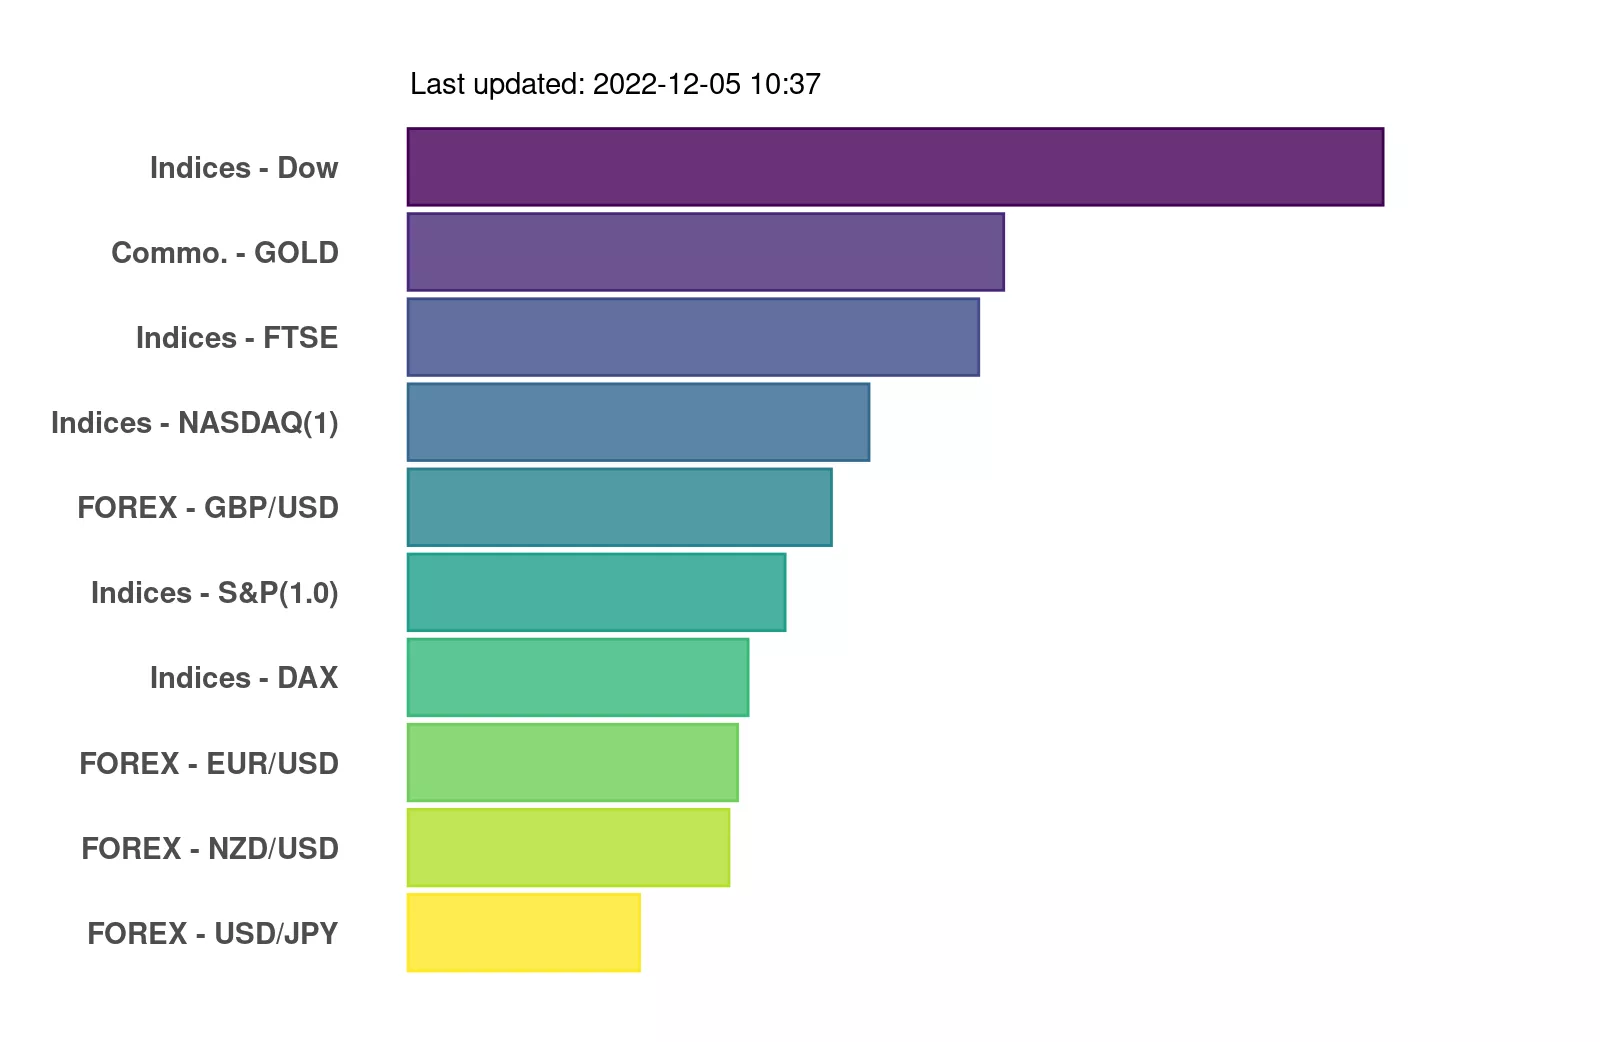 Last updated: 2022-12-05 10:37
Indices - Dow
Commo. - GOLD
Indices - FTSE
Indices - NASDAQ(1)
FOREX - GBP/USD
Indices - S&P(1.0)
Indices - DAX
FOREX - EUR/USD
FOREX - NZD/USD
FOREX - USD/JPY